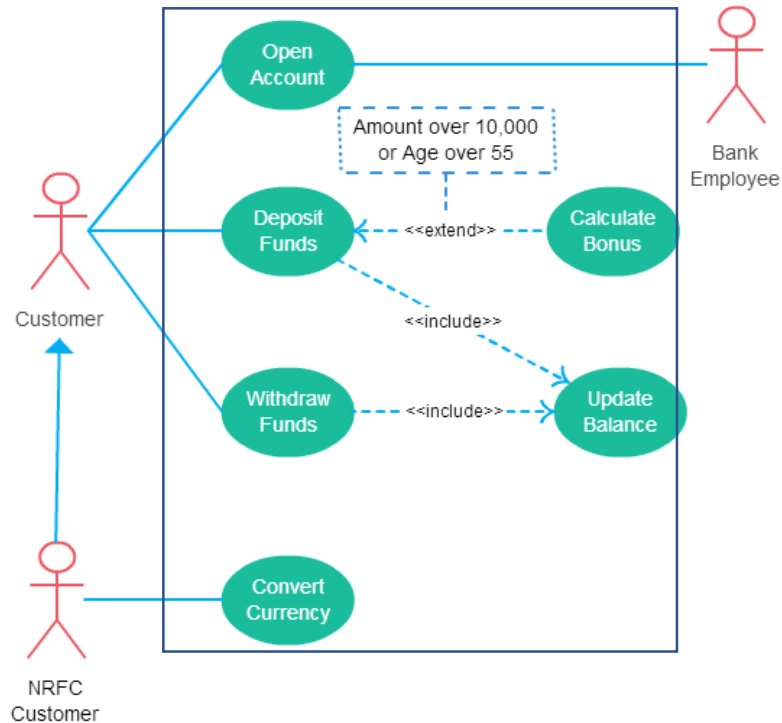 Open
Account
Amount over 10,000
or Age over 55
Bank
Employee
Deposit
Funds
<<extend>>
Calculate
Bonus
Customer
<<include>>
Withdraw
Funds
<<include>>
Update
Balance
Convert
Currency
NRFC
Customer